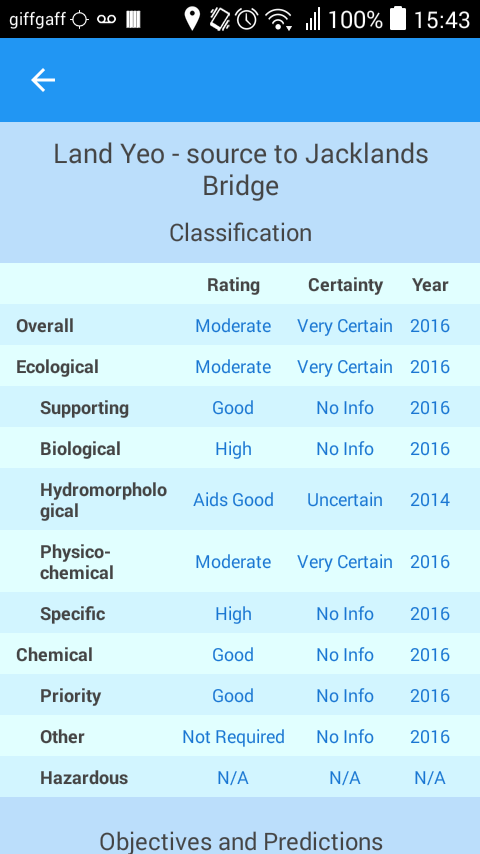 giffgaff 100% 15:43
Land Yeo - source to Jacklands
Bridge
Classification
Rating Certainty Year
Overall Moderate Very Certain 2016
Ecological Moderate Very Certain 2016
Supporting Good No Info 2016
Biological High No Info 2016
Hydromorpholo
gical Aids Good Uncertain 2014
Physico-
chemical Moderate Very Certain 2016
Specific High No Info 2016
Chemical Good No Info 2016
Priority Good No Info 2016
Other Not Required No Info 2016
Hazardous N/A N/A N/A
Objectives and Predictions